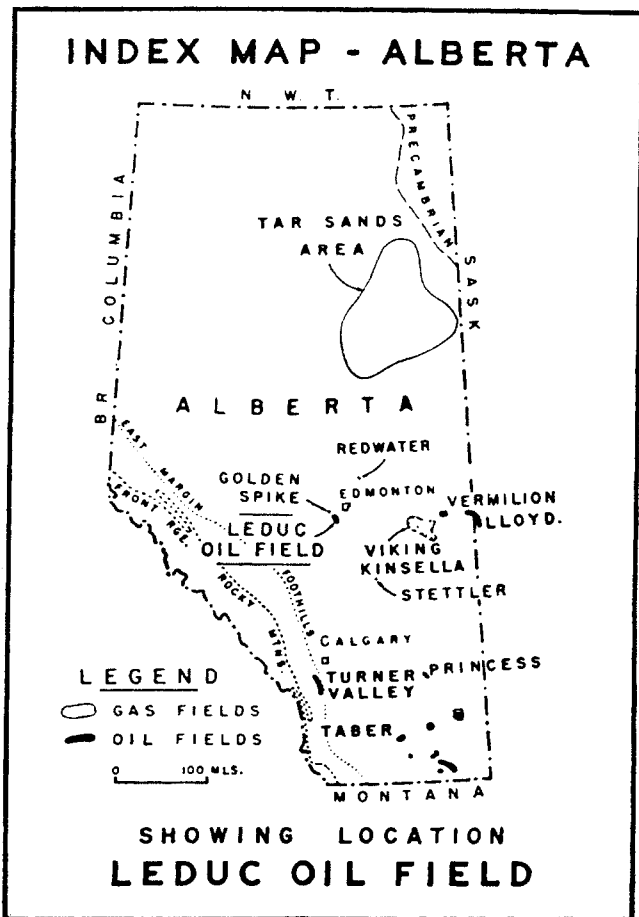 INDEX MAP - ALBERTA
N. W. T.
PRECAMBRIAN
BR COLUMBIA
TAR SANDS
AREA
SASK
ALBERTA
REDWATER
EAST MARGIN
GOLDEN
SPIKE
EDMONTON
VERMILION
FRONT RGE.
LLOYD.
LEDUC
OIL FIELD
VIKING
KINSELLA
STETTLER
FOOTHILLS
ROCKY MTNS.
CALGARY
LEGEND
TURNER
VALLEY
PRINCESS
GAS FIELDS
OIL FIELDS
TABER
0 100 MLS.
MONTANA
SHOWING LOCATION
LEDUC OIL FIELD